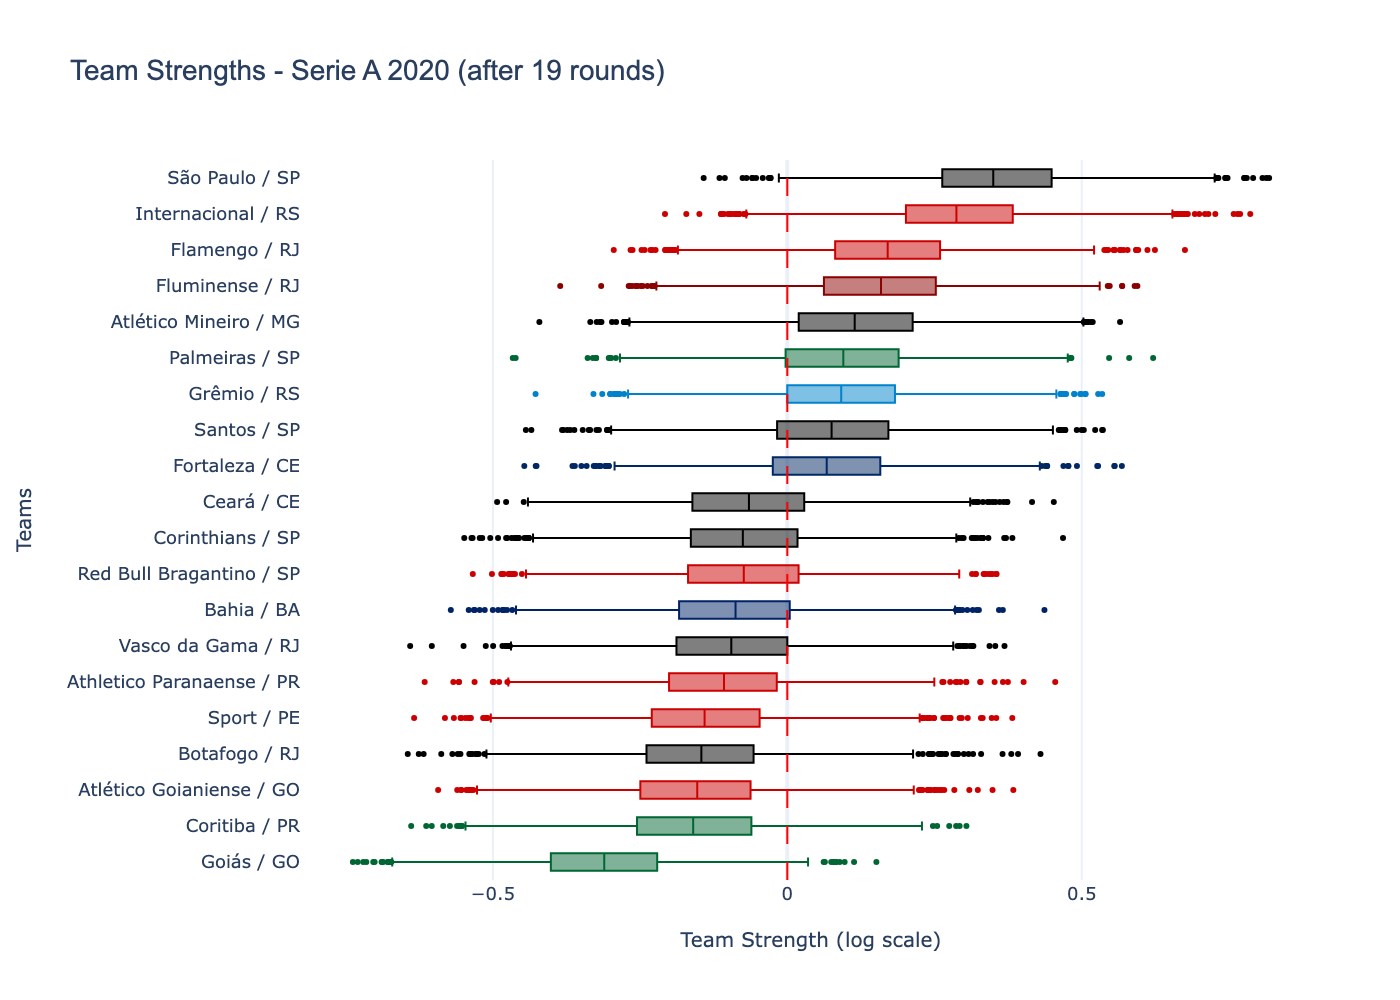 Team Strengths - Serie A 2020 (after 19 rounds)
São Paulo / SP
Internacional / RS
Flamengo / RJ
Fluminense / RJ
Atlético Mineiro / MG
Palmeiras / SP
Grêmio / RS
Santos / SP
Fortaleza / CE
Ceará / CE
Corinthians / SP
Red Bull Bragantino / SP
Bahia / BA
Vasco da Gama / RJ
Athletico Paranaense / PR
Sport / PE
Botafogo / RJ
Atlético Goianiense / GO
Coritiba / PR
Goiás / GO
Teams
−0.5 0 0.5
Team Strength (log scale)